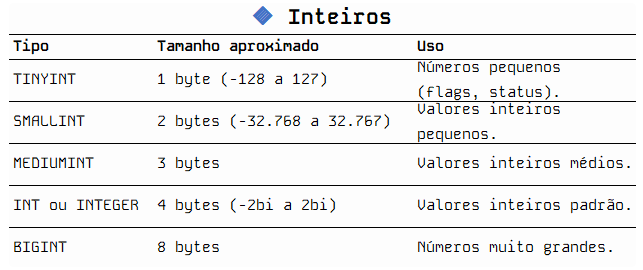 Inteiros
Tipo Tamanho aproximado Uso
TINYINT 1 byte (-128 a 127) Números pequenos
(flags, status).
SMALLINT 2 bytes (-32.768 a 32.767) Valores inteiros
pequenos.
MEDIUMINT 3 bytes Valores inteiros médios.
INT ou INTEGER 4 bytes (-2bi a 2bi) Valores inteiros padrão.
BIGINT 8 bytes Números muito grandes.